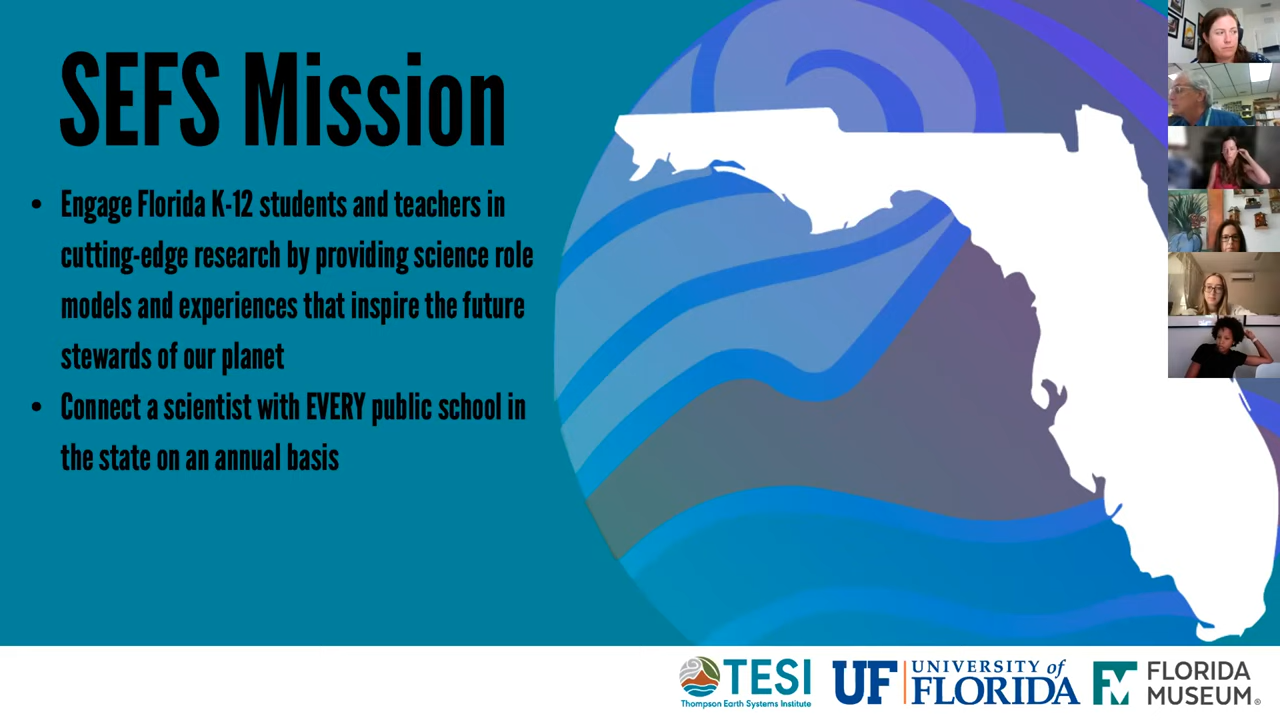 SEFS Mission
• Engage Florida K-12 students and teachers in
cutting-edge research by providing science role
models and experiences that inspire the future
stewards of our planet
• Connect a scientist with EVERY public school in
the state on an annual basis
TESI
Thompson Earth Systems Institute
UF UNIVERSITY of
FLORIDA
FM FLORIDA
MUSEUM®